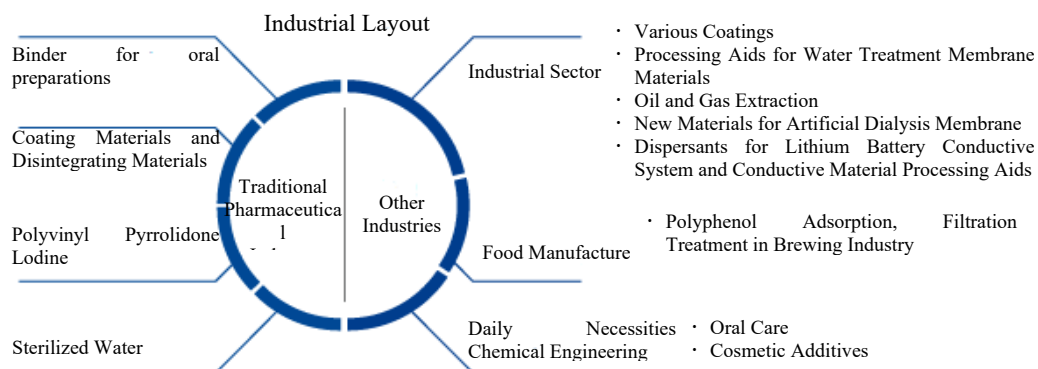 Industrial Layout
Binder for oral
preparations
Coating Materials and
Disintegrating Materials
Polyvinyl Pyrrolidone
Lodine
Sterilized Water
Traditional
Pharmaceutica
l
Other
Industries
Industrial Sector
· Various Coatings
· Processing Aids for Water Treatment Membrane
Materials
· Oil and Gas Extraction
· New Materials for Artificial Dialysis Membrane
· Dispersants for Lithium Battery Conductive
System and Conductive Material Processing Aids
Food Manufacture
· Polyphenol Adsorption, Filtration
Treatment in Brewing Industry
Daily Necessities
Chemical Engineering
· Oral Care
· Cosmetic Additives